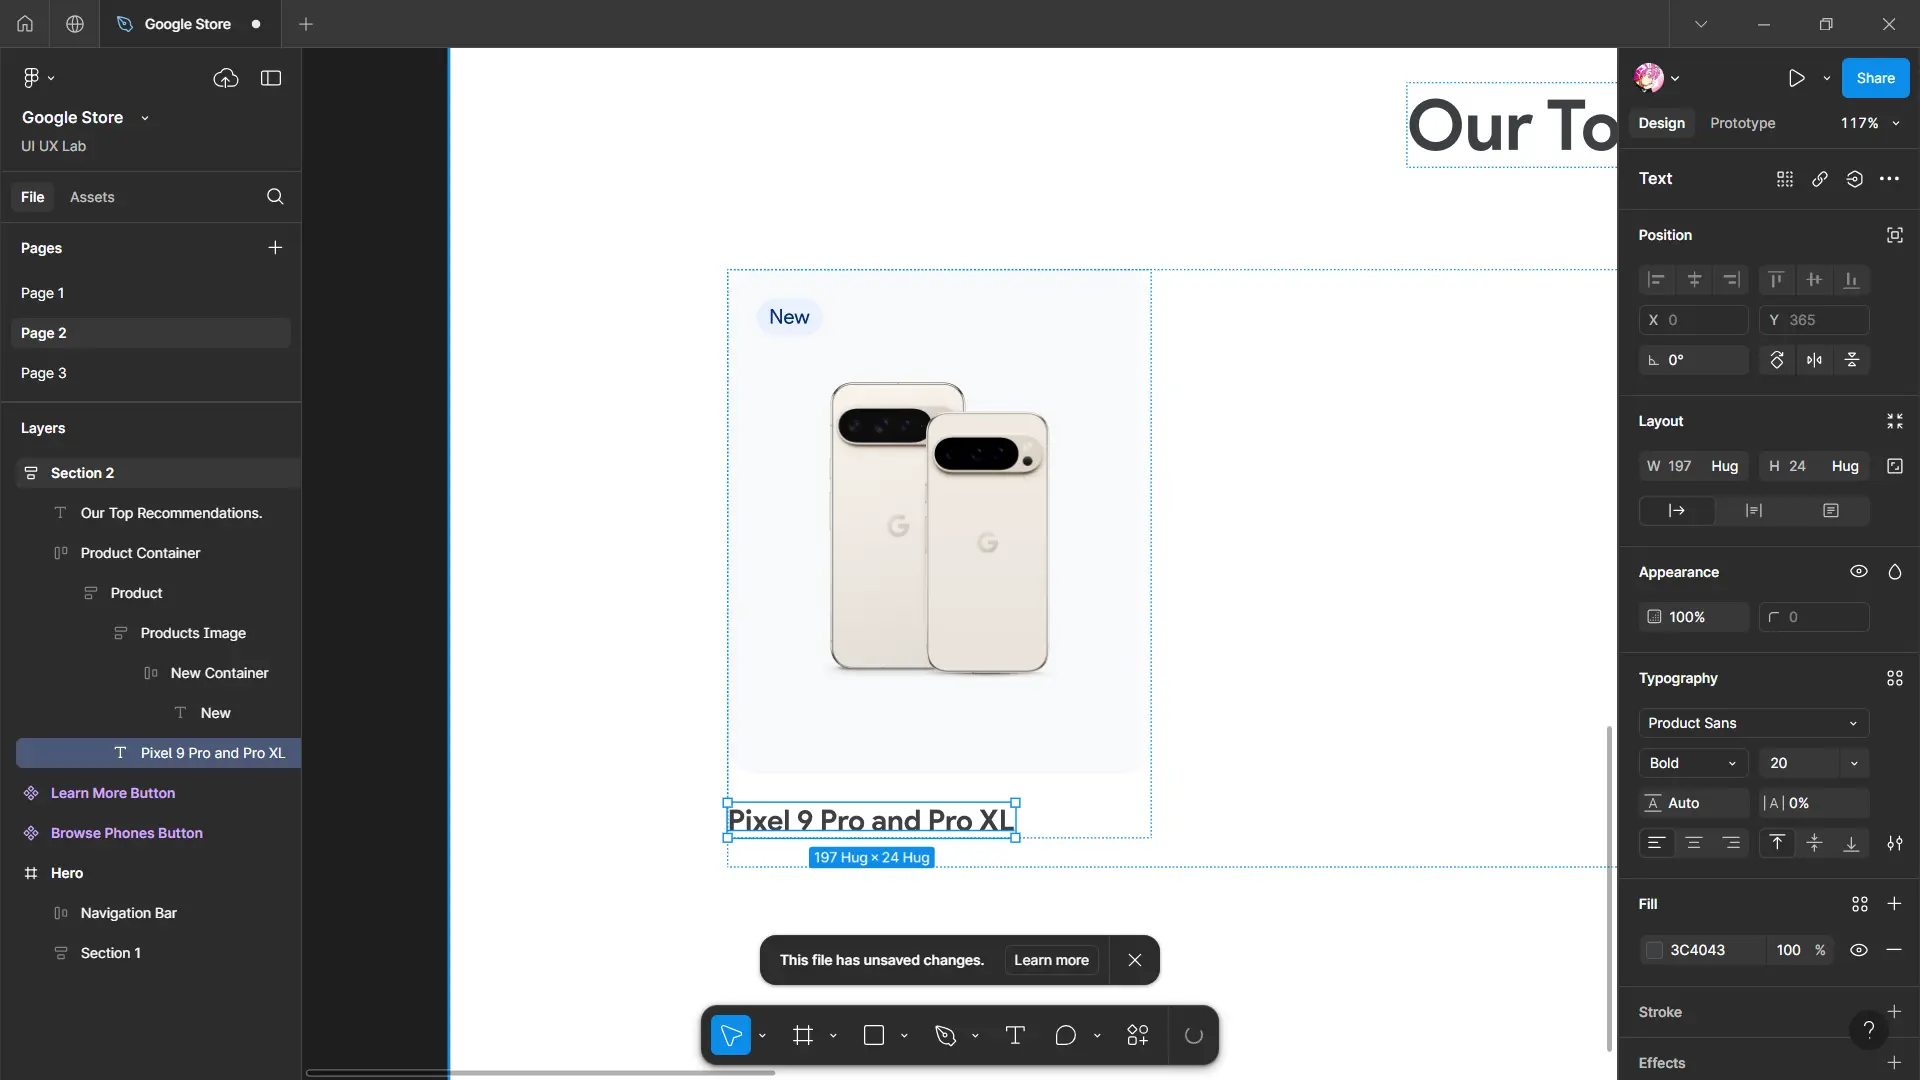 Google Store
Google Store
UI UX Lab
File
Assets
Pages
Page 1
Page 2
Page 3
Layers
Section 2
Our Top Recommendations.
Product Container
Product
Products Image
New Container
New
Pixel 9 Pro and Pro XL
Learn More Button
Browse Phones Button
Hero
Navigation Bar
Section 1
Our To
New
G
G
Pixel 9 Pro and Pro XL
197 Hug × 24 Hug
This file has unsaved changes.
Learn more
Share
Design
Prototype
117%
Text
Position
X 0
Y 365
0°
Layout
W 197 Hug
H 24 Hug
Appearance
100%
0
Typography
Product Sans
Bold
20
Auto
|A| 0%
Fill
3C4043
100 %
Stroke
?
Effects